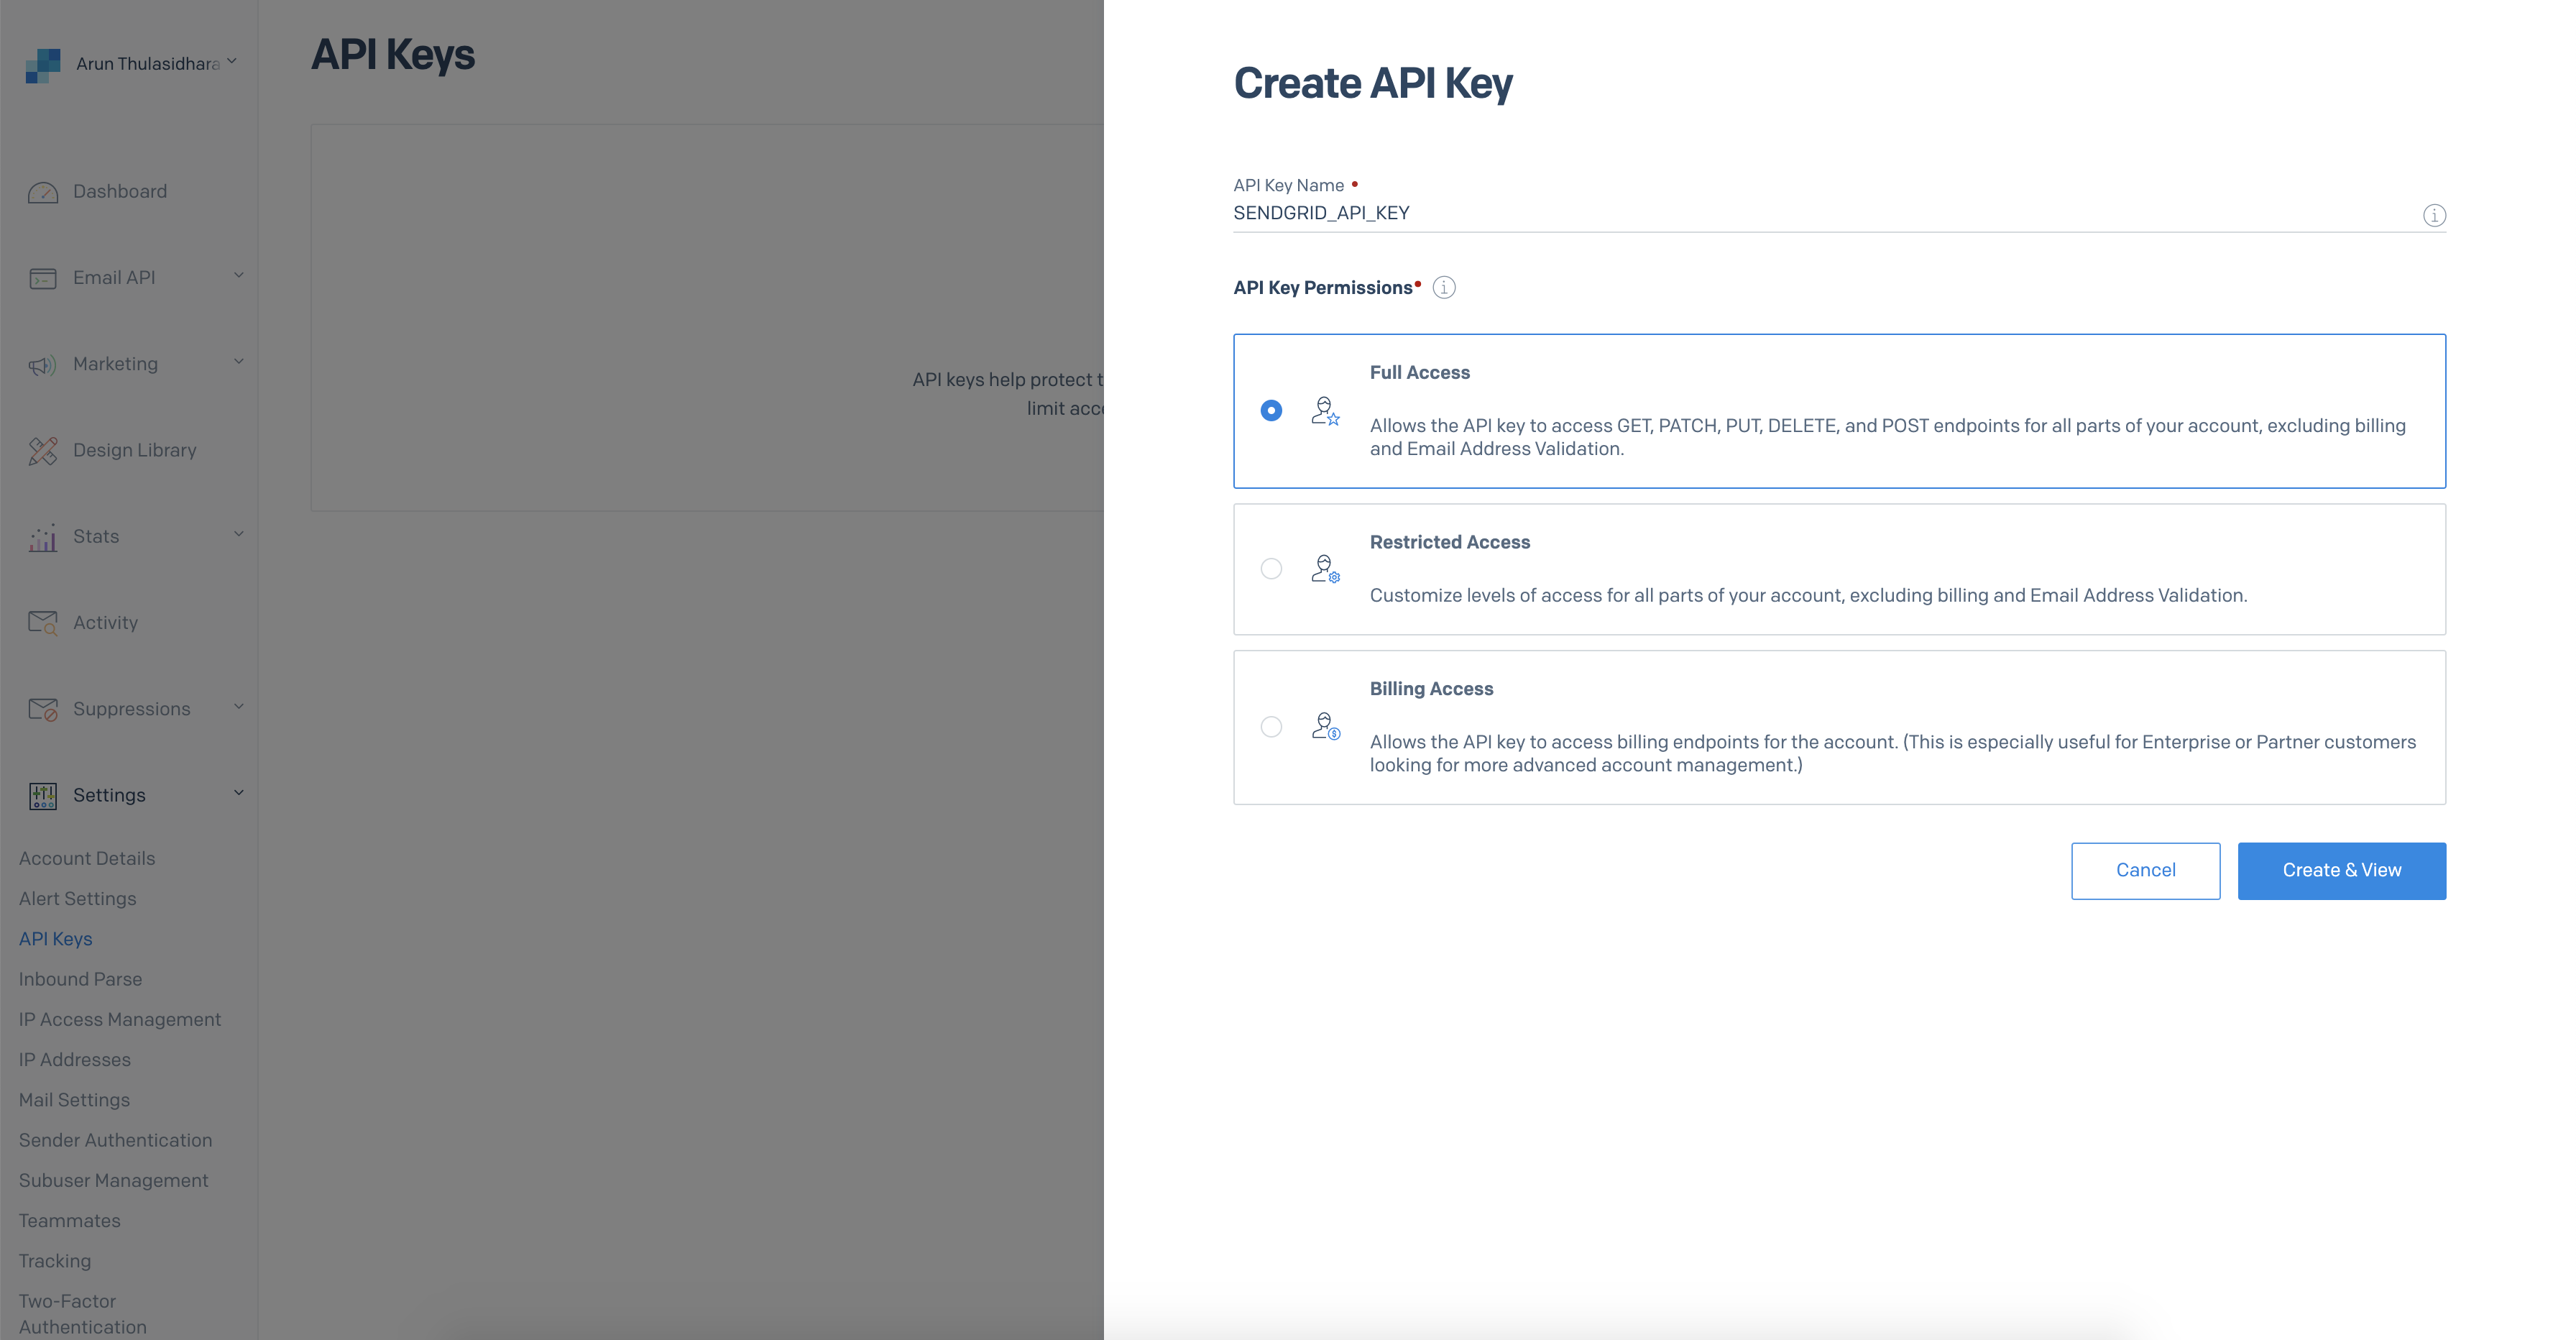 Arun Thulasidhara
Dashboard
Email API
Marketing
Design Library
Stats
Activity
Suppressions
Settings
Account Details
Alert Settings
API Keys
Inbound Parse
IP Access Management
IP Addresses
Mail Settings
Sender Authentication
Subuser Management
Teammates
Tracking
Two-Factor
Authentication
API Keys
API keys help protect t
limit acc
Create API Key
API Key Name
SENDGRID_API_KEY
API Key Permissions
Full Access
Allows the API key to access GET, PATCH, PUT, DELETE, and POST endpoints for all parts of your account, excluding billing
and Email Address Validation.
Restricted Access
Customize levels of access for all parts of your account, excluding billing and Email Address Validation.
Billing Access
Allows the API key to access billing endpoints for the account. (This is especially useful for Enterprise or Partner customers
looking for more advanced account management.)
Cancel
Create & View